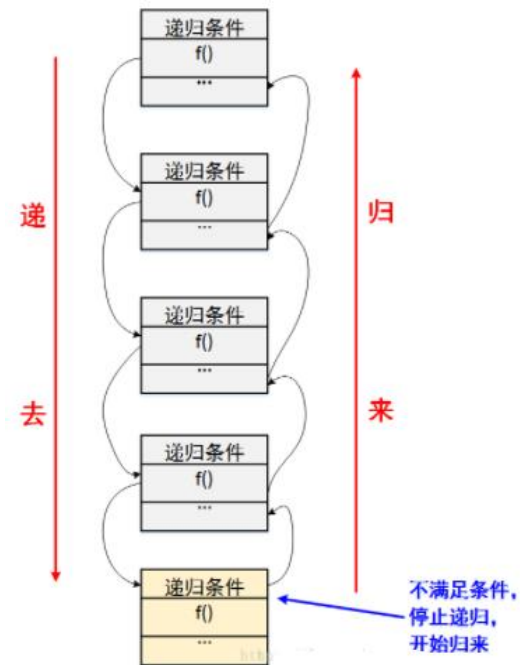 递归条件
f()
...
递归条件
f()
...
递
归
递归条件
f()
...
去
来
递归条件
f()
...
递归条件
f()
...
不满足条件，
停止递归，
开始归来